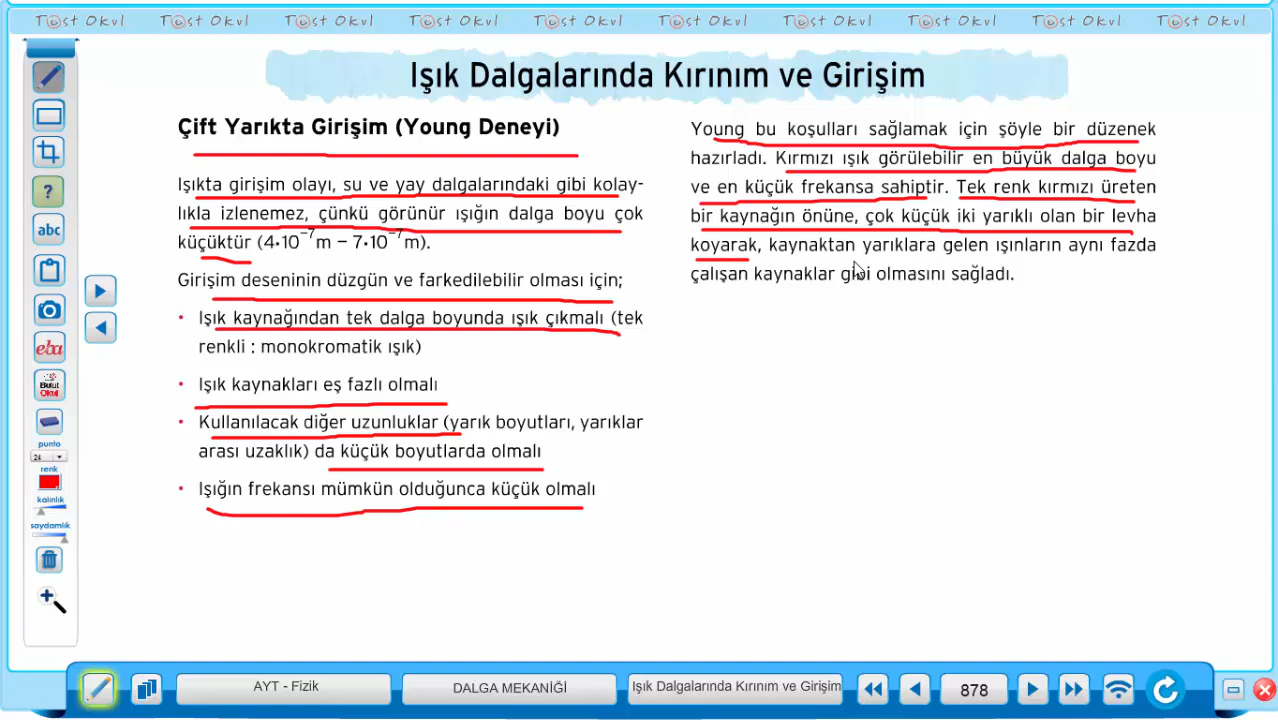 Tест Okul Test Okul Test Okul Test Okul Test Okul Test Okul Test Okul Test Okul Test Okul Test Okul
Işık Dalgalarında Kırınım ve Girişim
Çift Yarıkta Girişim (Young Deneyi)
Işıkta girişim olayı, su ve yay dalgalarındaki gibi kolay-
lıkla izlenemez, çünkü görünür ışığın dalga boyu çok
küçüktür (4.10⁻⁷m – 7.10⁻⁷m).
Girişim deseninin düzgün ve farkedilebilir olması için;
• Işık kaynağından tek dalga boyunda ışık çıkmalı (tek
renkli : monokromatik ışık)
• Işık kaynakları eş fazlı olmalı
• Kullanılacak diğer uzunluklar (yarık boyutları, yarıklar
arası uzaklık) da küçük boyutlarda olmalı
• Işığın frekansı mümkün olduğunca küçük olmalı
Young bu koşulları sağlamak için şöyle bir düzenek
hazırladı. Kırmızı ışık görülebilir en büyük dalga boyu
ve en küçük frekansa sahiptir. Tek renk kırmızı üreten
bir kaynağın önüne, çok küçük iki yarıklı olan bir levha
koyarak, kaynaktan yarıklara gelen ışınların aynı fazda
çalışan kaynaklar gibi olmasını sağladı.
?
abc
eba
Bulut
Okul
punto
24
renk
kalınlık
saydamlık
AYT - Fizik
DALGA MEKANİĞİ
Işık Dalgalarında Kırınım ve Girişim
878